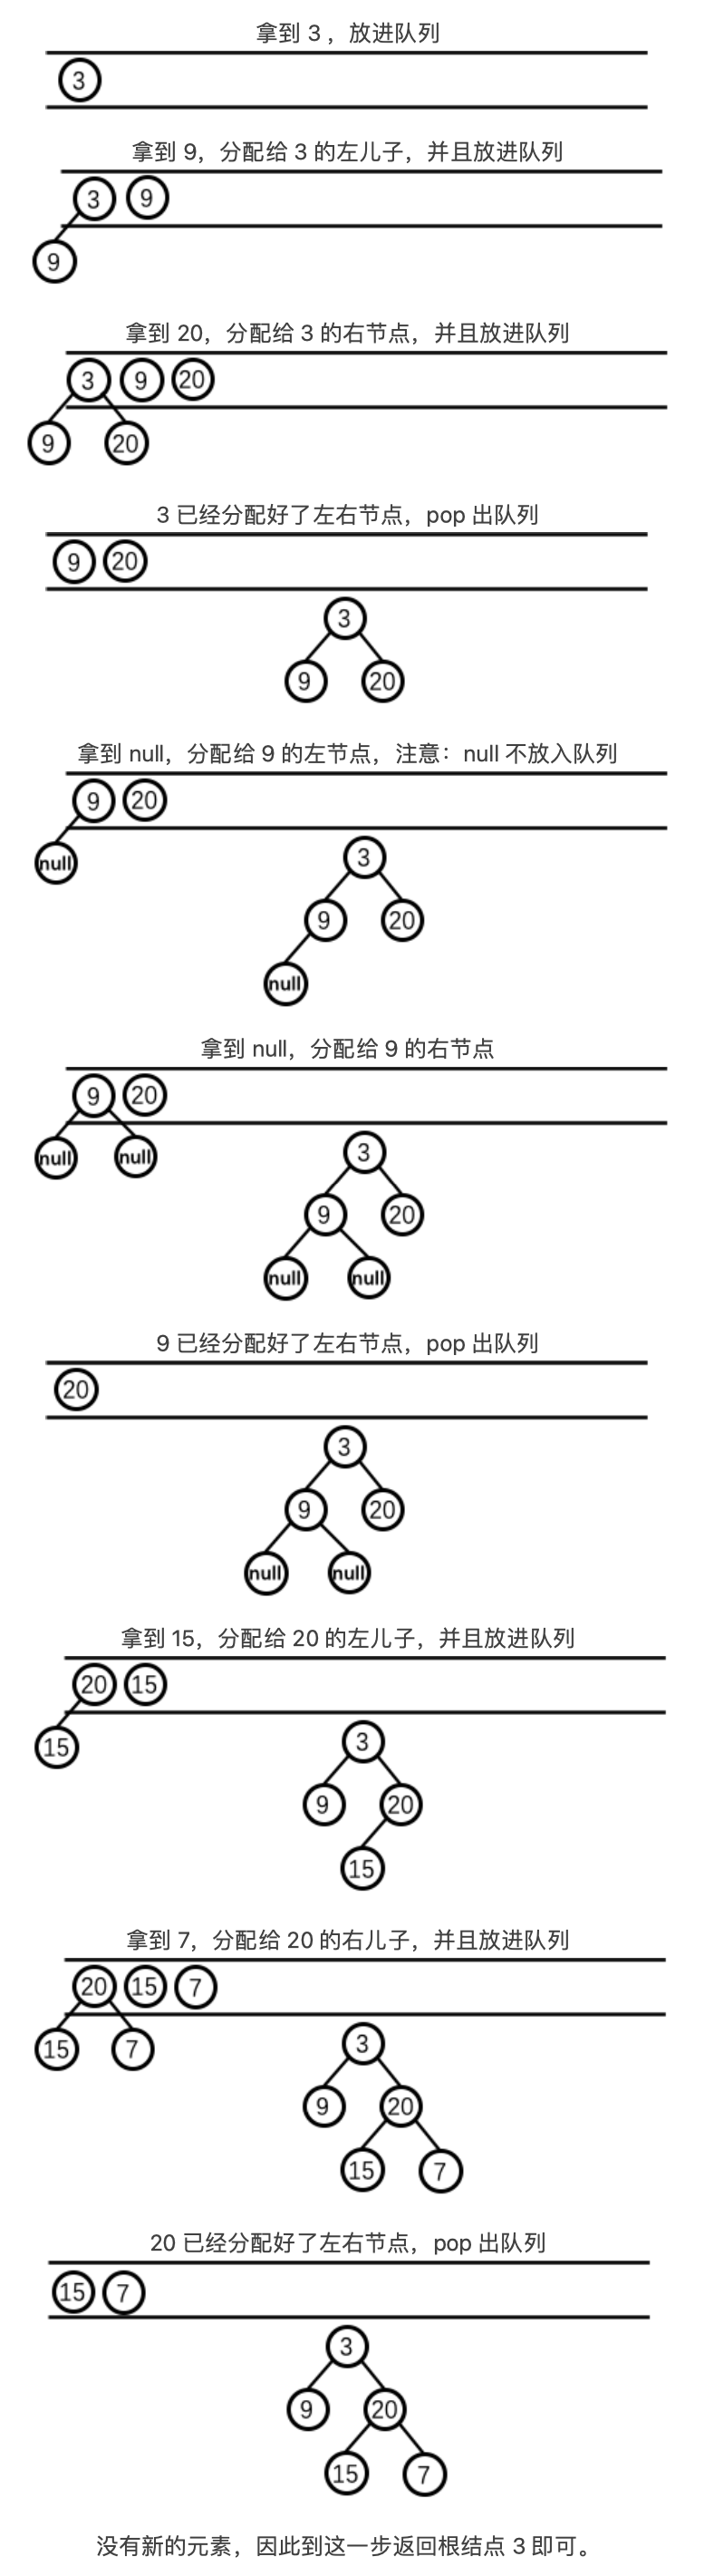 拿到 3 ，放进队列
3
拿到 9，分配给 3 的左儿子，并且放进队列
3 9
9
拿到 20，分配给 3 的右节点，并且放进队列
3 9 20
9 20
3 已经分配好了左右节点，pop 出队列
9 20
3
9 20
拿到 null，分配给 9 的左节点，注意：null 不放入队列
9 20
null
3
9 20
null
拿到 null，分配给 9 的右节点
9 20
null null
3
9 20
null null
9 已经分配好了左右节点，pop 出队列
20
3
9 20
null null
拿到 15，分配给 20 的左儿子，并且放进队列
20 15
15
3
9 20
15
拿到 7，分配给 20 的右儿子，并且放进队列
20 15 7
15 7
3
9 20
15 7
20 已经分配好了左右节点，pop 出队列
15 7
3
9 20
15 7
没有新的元素，因此到这一步返回根结点 3 即可。